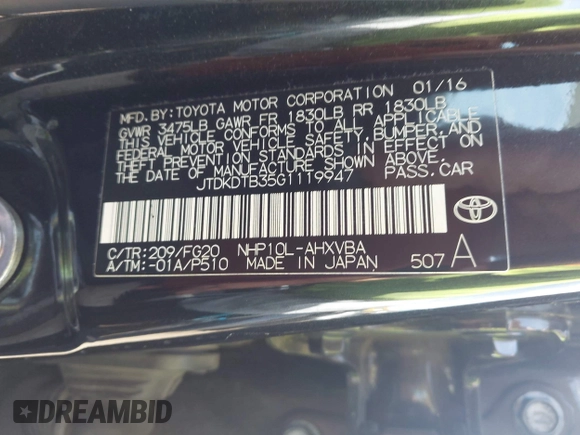 MFD.BY:TOYOTA MOTOR CORPORATION 01/16
GVWR 3475LB GAWR FR 1830LB RR 1830LB
THIS VEHICLE CONFORMS TO ALL APPLICABLE
FEDERAL MOTOR VEHICLE SAFETY, BUMPER, AND
THEFT PREVENTION STANDARDS IN EFFECT ON
THE DATE OF MANUFACTURE SHOWN ABOVE.
JTDKDTB35G1119947 PASS.CAR
C/TR:209/FG20 NHP10L-AHXVBA
A/TM:-01A/P510 MADE IN JAPAN 507 A
DREAMBID